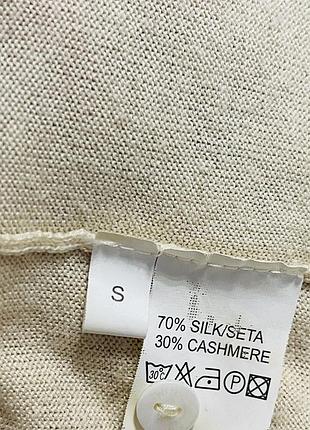 S
70% SILK/SETA
30% CASHMERE
30°C P